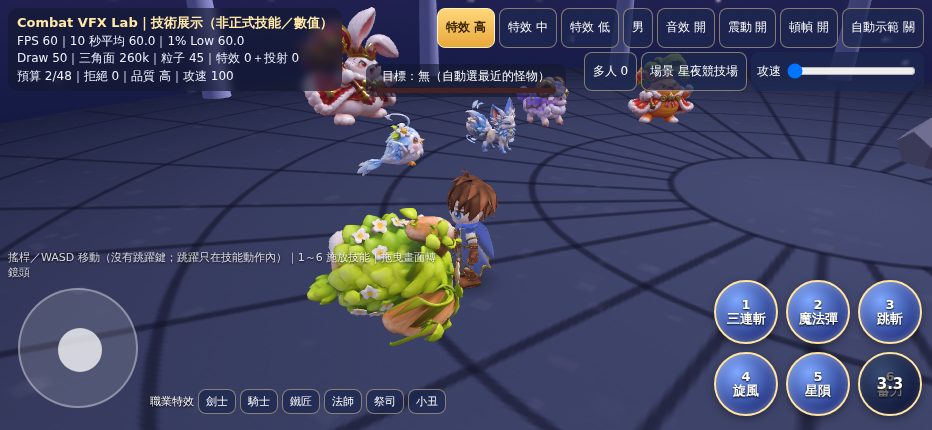 Combat VFX Lab｜技術展示（非正式技能／數值）
FPS 60｜10 秒平均 60.0｜1% Low 60.0
Draw 50｜三角面 260k｜粒子 45｜特效 0＋投射 0
預算 2/48｜拒絕 0｜品質 高｜攻速 100
特效 高
特效 中
特效 低
男
音效 開
震動 開
頓幀 開
自動示範 關
多人 0
場景 星夜競技場
攻速
目標：無（自動選最近的怪物）
搖桿／WASD 移動（沒有跳躍鍵；跳躍只在技能動作內）｜1～6 施放技能｜拖曳畫面轉
鏡頭
1
三連斬
2
魔法彈
3
跳斬
4
旋風
5
星隕
6
蓄力
3.3
職業特效
劍士
騎士
鐵匠
法師
祭司
小丑